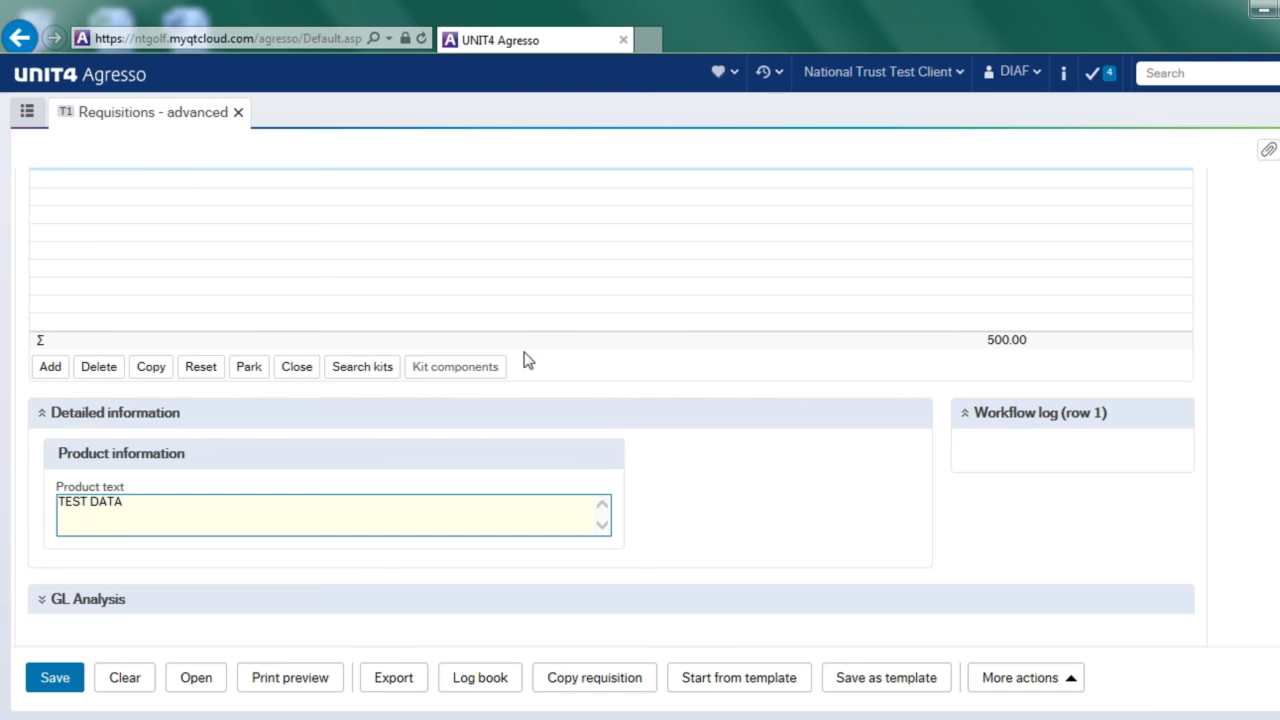 https://ntgolf.myqtcloud.com/agresso/Default.asp
UNIT4 Agresso
UNIT4 Agresso
National Trust Test Client
DIAF
4
Search
T1 Requisitions - advanced
Σ 500.00
Add Delete Copy Reset Park Close Search kits Kit components
Detailed information
Workflow log (row 1)
Product information
Product text
TEST DATA
GL Analysis
Save Clear Open Print preview Export Log book Copy requisition Start from template Save as template More actions